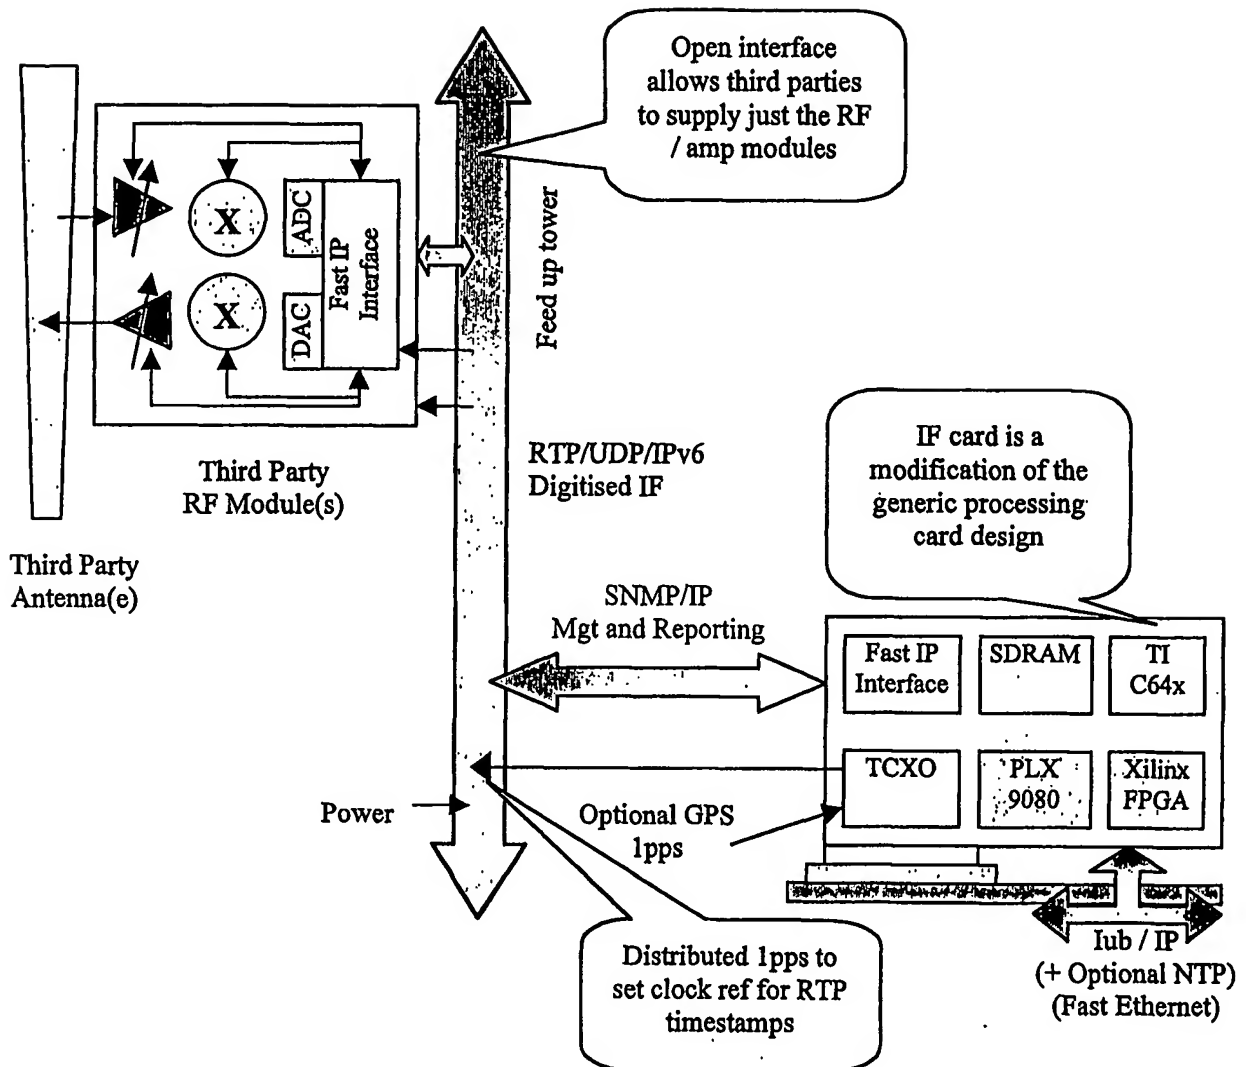 Open interface
allows third parties
to supply just the RF
/ amp modules
X
ADC
Fast IP
Interface
X
DAC
Feed up tower
Third Party
RF Module(s)
RTP/UDP/IPv6
Digitised IF
Third Party
Antenna(e)
IF card is a
modification of the
generic processing
card design
SNMP/IP
Mgt and Reporting
Fast IP
Interface
SDRAM
TI
C64x
TCXO
PLX
9080
Xilinx
FPGA
Power
Optional GPS
1pps
Distributed 1pps to
set clock ref for RTP
timestamps
Iub / IP
(+ Optional NTP)
(Fast Ethernet)